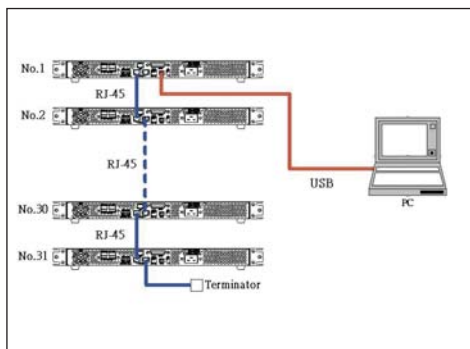 No.1
RJ-45
No.2
RJ-45
USB
PC
No.30
RJ-45
No.31
Terminator